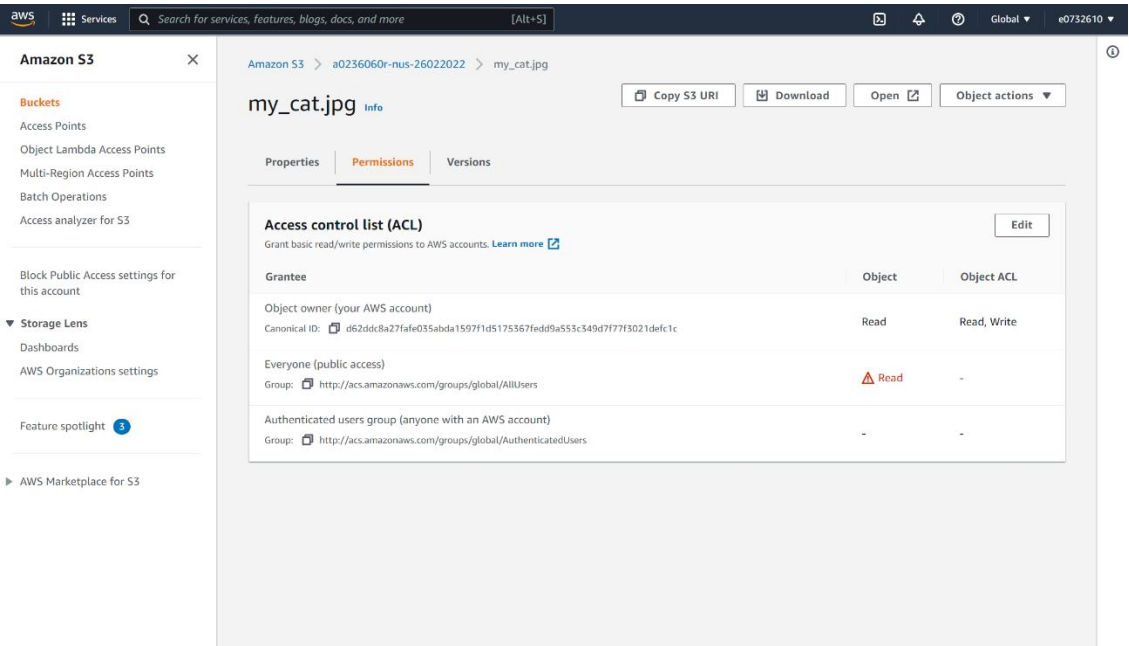 aws Services Search for services, features, blogs, docs, and more [Alt+S] Global e0732610
Amazon S3
Buckets
Access Points
Object Lambda Access Points
Multi-Region Access Points
Batch Operations
Access analyzer for S3
Block Public Access settings for
this account
Storage Lens
Dashboards
AWS Organizations settings
Feature spotlight 3
AWS Marketplace for S3
Amazon S3 > a0236060r-nus-26022022 > my_cat.jpg
my_cat.jpg Info
Copy S3 URI Download Open Object actions
Properties Permissions Versions
Access control list (ACL) Edit
Grant basic read/write permissions to AWS accounts. Learn more
Grantee Object Object ACL
Object owner (your AWS account)
Canonical ID: d62ddc8a27fafe035abda1597f1d5175367fedd9a553c349d7f77f3021defc1c
Read Read, Write
Everyone (public access)
Group: http://acs.amazonaws.com/groups/global/AllUsers
Read -
Authenticated users group (anyone with an AWS account)
Group: http://acs.amazonaws.com/groups/global/AuthenticatedUsers
- -